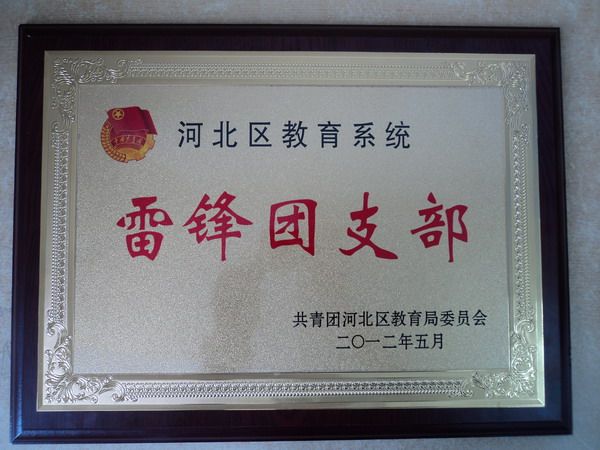 河北区教育系统
雷锋团支部
共青团河北区教育局委员会
二〇一二年五月